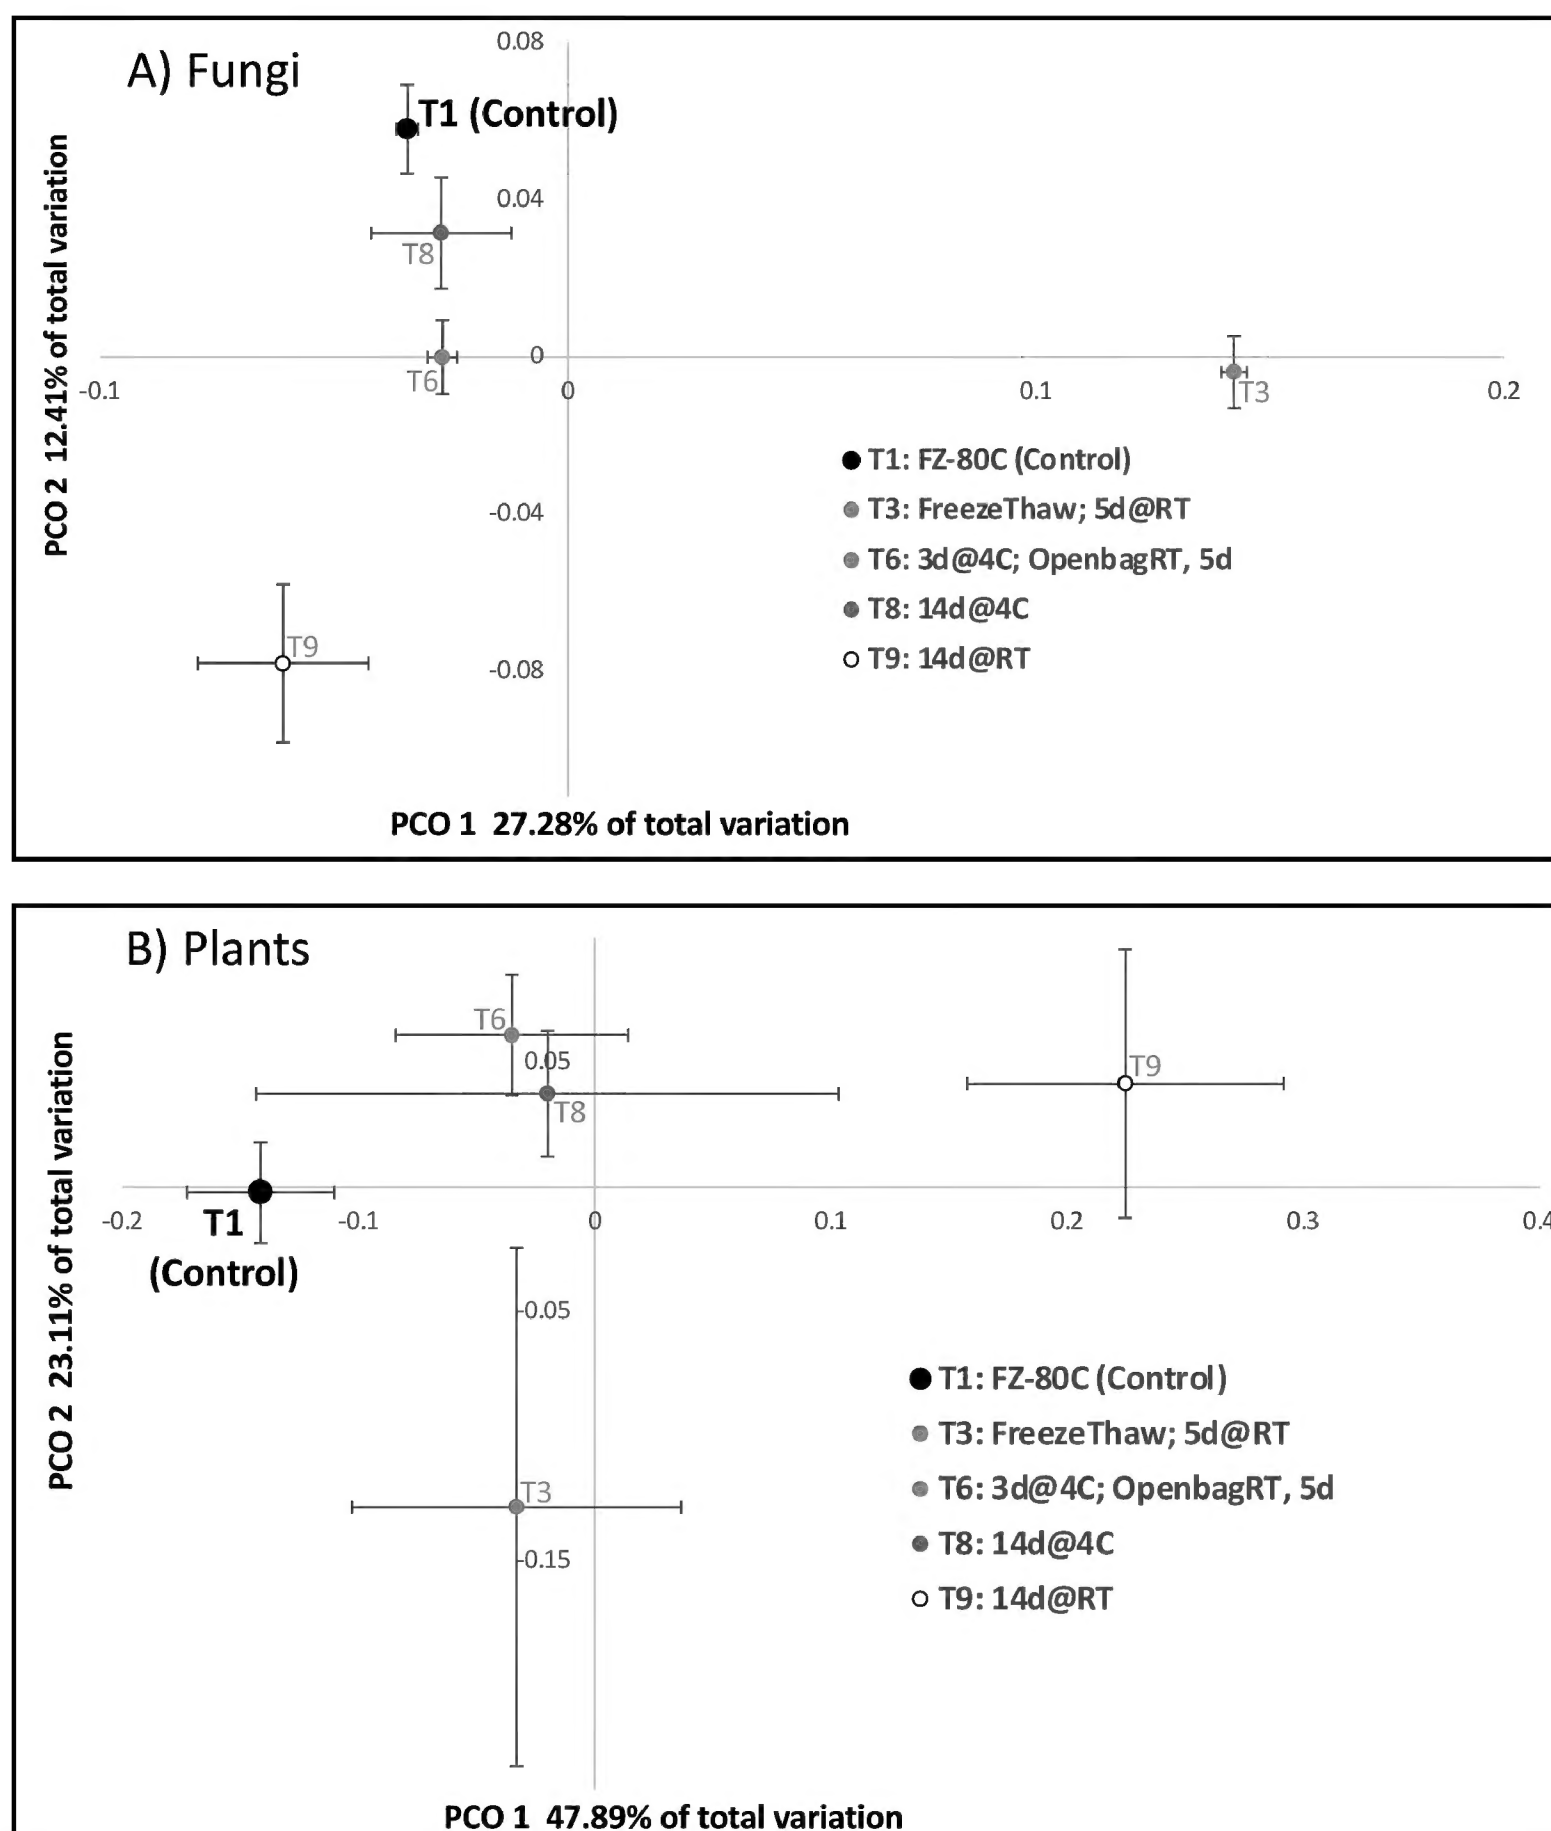 A) Fungi
0.08
T1 (Control)
0.04
T8
0
T6
T3
-0.1
0
0.1
0.2
PCO 2 12.41% of total variation
T1: FZ-80C (Control)
T3: FreezeThaw; 5d@RT
-0.04
T6: 3d@4C; OpenbagRT, 5d
T8: 14d@4C
T9
T9: 14d@RT
-0.08
PCO 1 27.28% of total variation
B) Plants
T6
0.05
T9
T8
-0.2
T1
(Control)
-0.1
0
0.1
0.2
0.3
0.4
PCO 2 23.11% of total variation
-0.05
T1: FZ-80C (Control)
T3: FreezeThaw; 5d@RT
T3
T6: 3d@4C; OpenbagRT, 5d
-0.15
T8: 14d@4C
T9: 14d@RT
PCO 1 47.89% of total variation